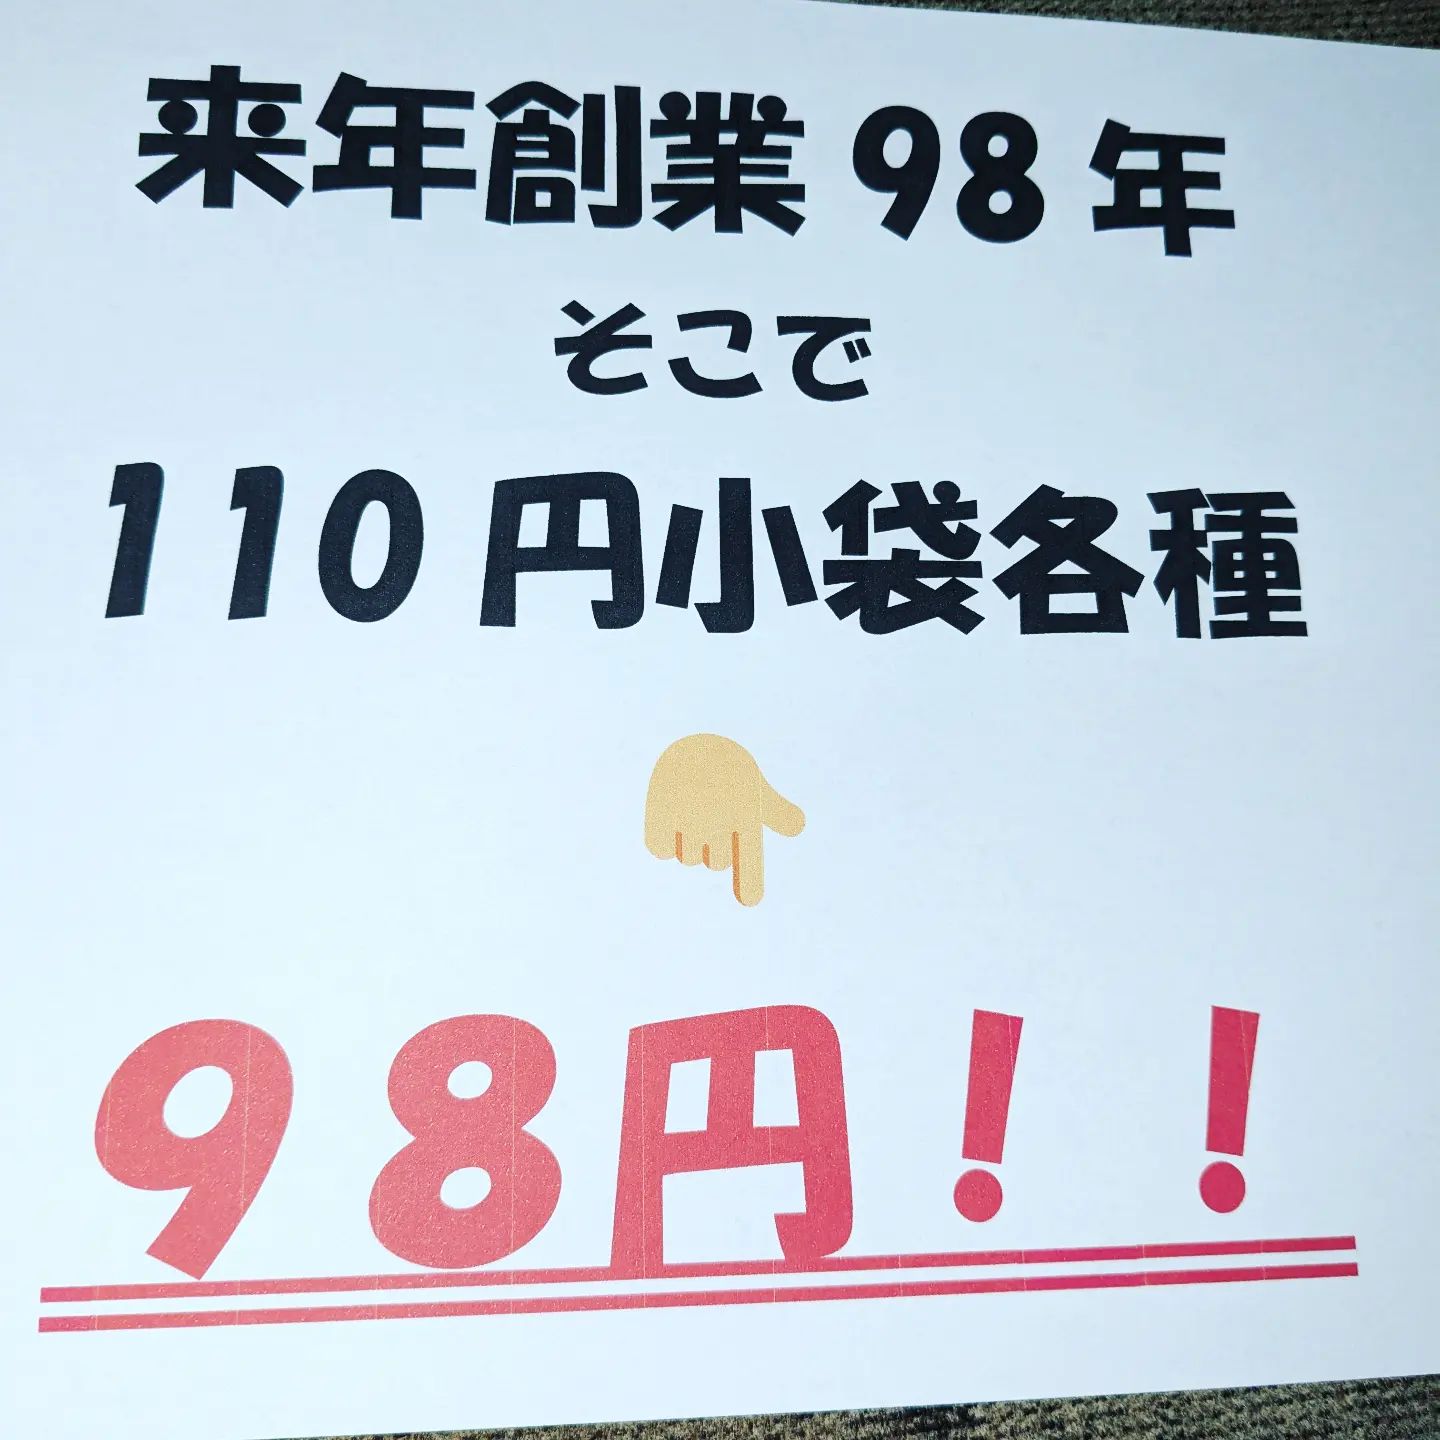 来年創業98年
そこで
110円小袋各種
98円！！